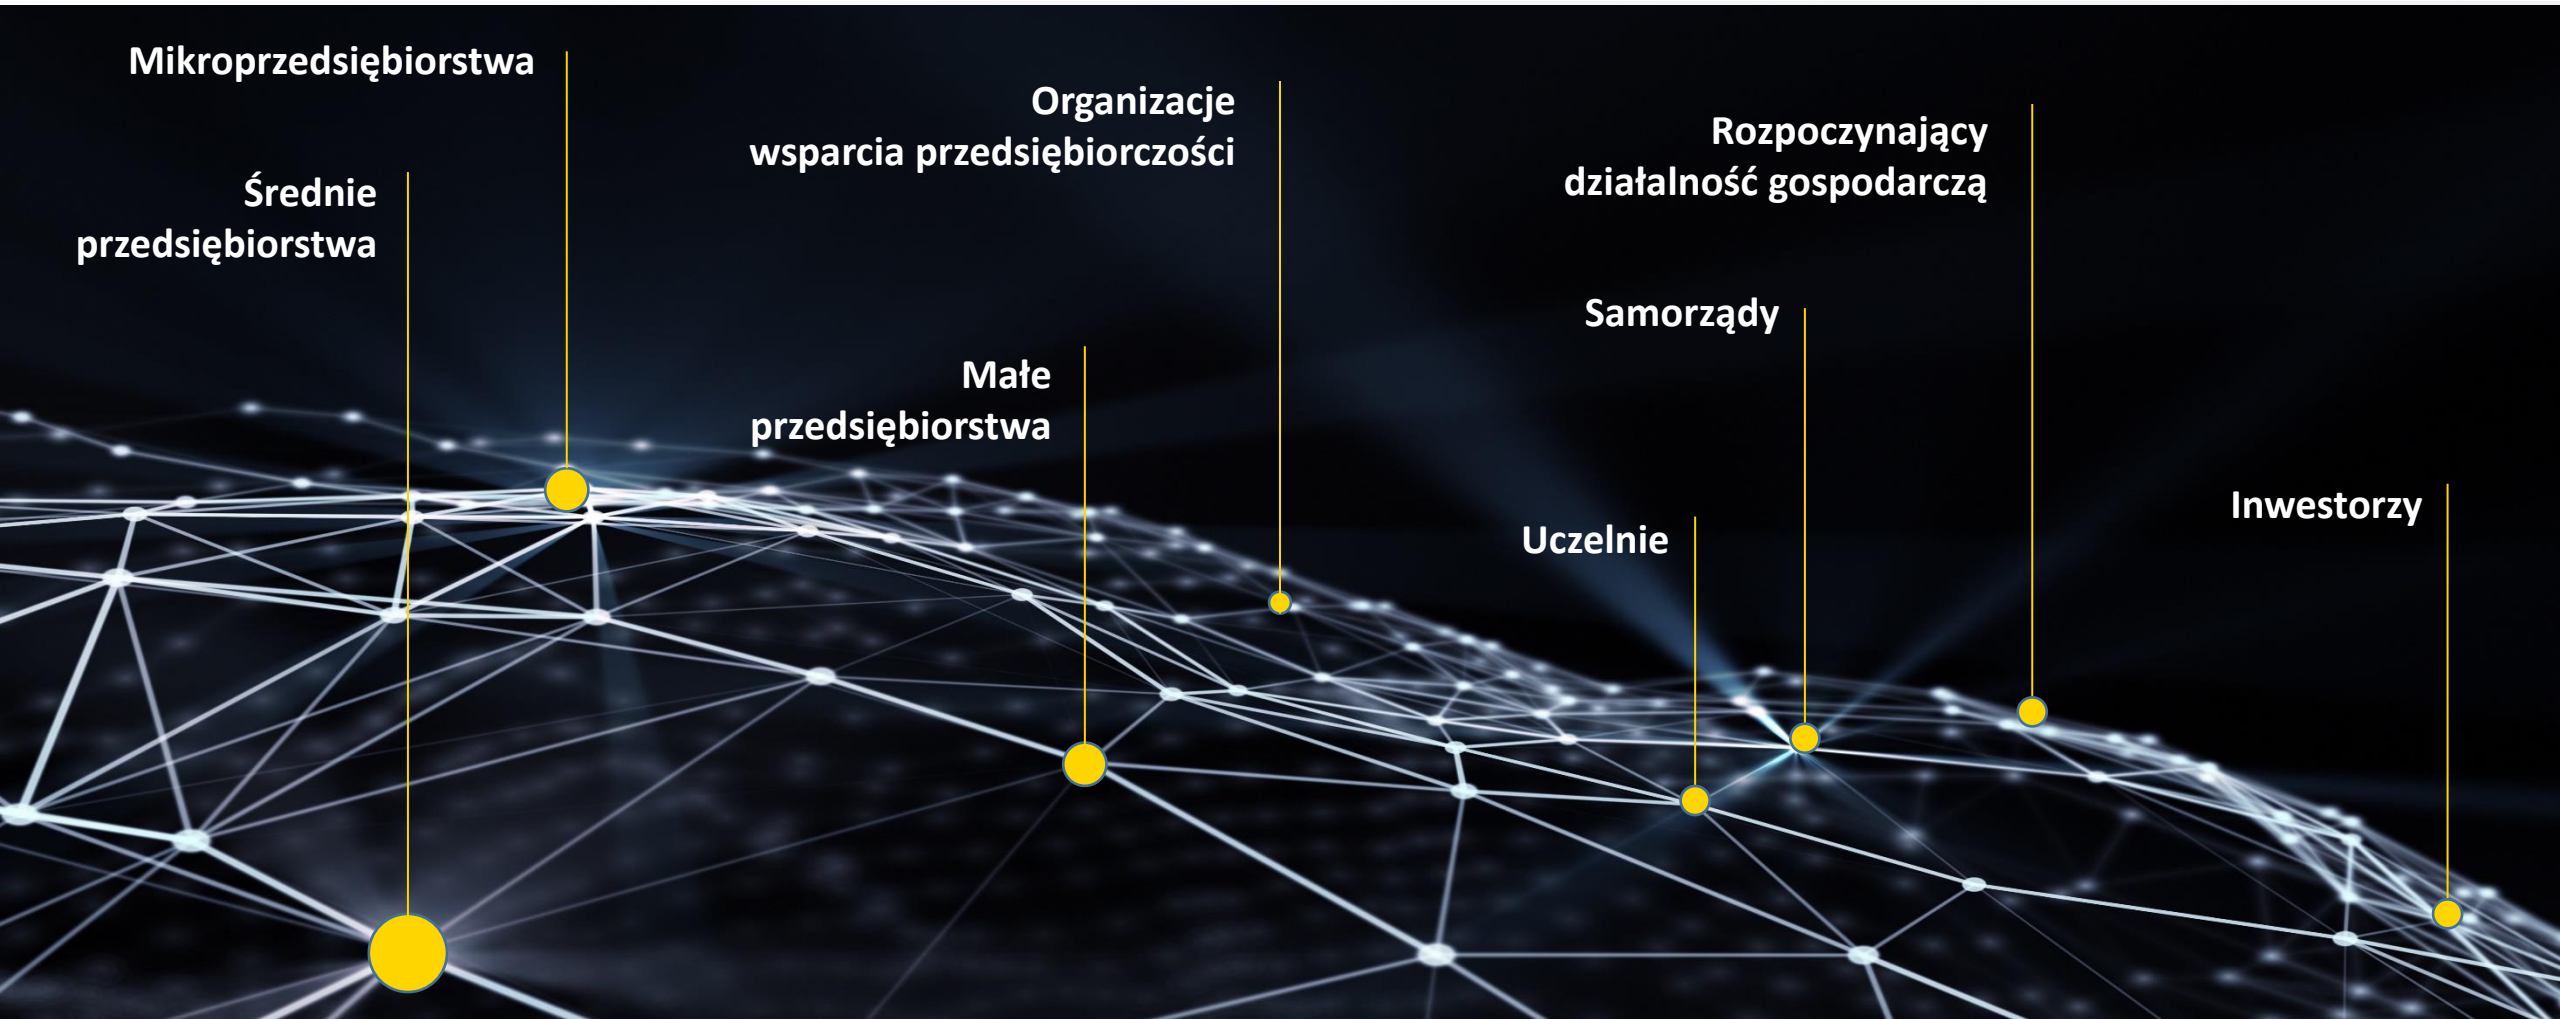 Mikroprzedsiębiorstwa
Średnie
przedsiębiorstwa
Organizacje
wsparcia przedsiębiorczości
Małe
przedsiębiorstwa
Rozpoczynający
działalność gospodarczą
Samorządy
Uczelnie
Inwestorzy